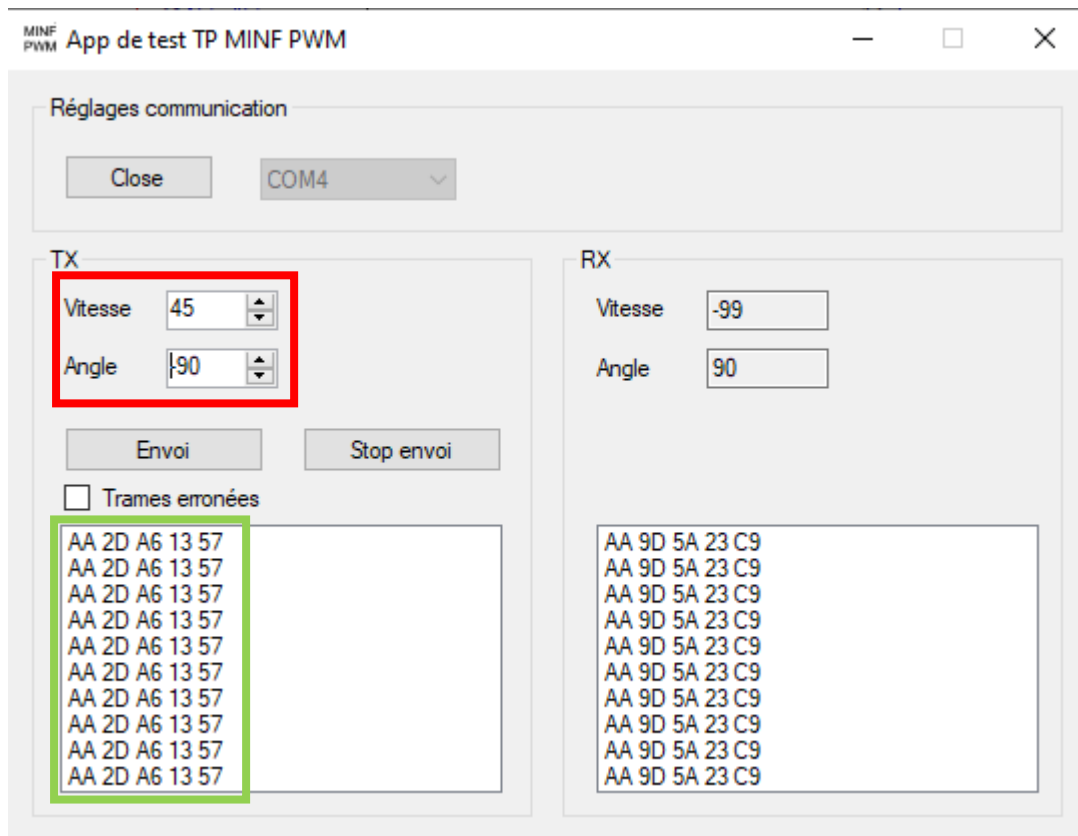 MINF PWM App de test TP MINF PWM
Réglages communication
Close COM4
TX
Vitesse 45
Angle -90
Envoi Stop envoi
Trames erronées
AA 2D A6 13 57
AA 2D A6 13 57
AA 2D A6 13 57
AA 2D A6 13 57
AA 2D A6 13 57
AA 2D A6 13 57
AA 2D A6 13 57
AA 2D A6 13 57
AA 2D A6 13 57
AA 2D A6 13 57
RX
Vitesse -99
Angle 90
AA 9D 5A 23 C9
AA 9D 5A 23 C9
AA 9D 5A 23 C9
AA 9D 5A 23 C9
AA 9D 5A 23 C9
AA 9D 5A 23 C9
AA 9D 5A 23 C9
AA 9D 5A 23 C9
AA 9D 5A 23 C9
AA 9D 5A 23 C9